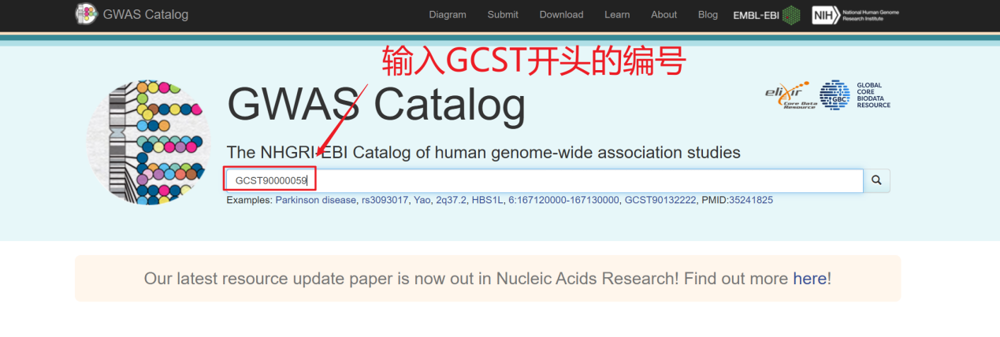 GWAS Catalog Diagram Submit Download Learn About Blog EMBL-EBI NIH National Human Genome
Research Institute
输入GCST开头的编号
GWAS Catalog
elixir
Core Data
Resource
GBC
GLOBAL
CORE
BIODATA
RESOURCE
The NHGRI-EBI Catalog of human genome-wide association studies
GCST90000059
Examples: Parkinson disease, rs3093017, Yao, 2q37.2, HBS1L, 6:167120000-167130000, GCST90132222, PMID:35241825
Our latest resource update paper is now out in Nucleic Acids Research! Find out more here!